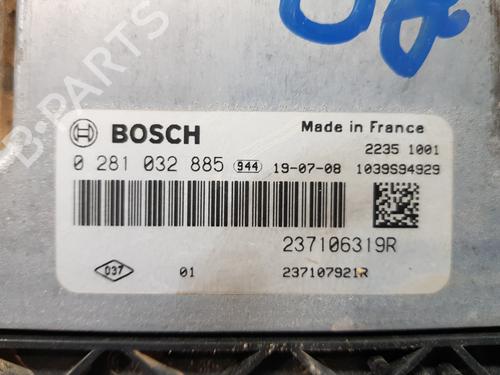 08
B-PARTS
BOSCH
Made in France
2235 1001
0 281 032 885 944 19-07-08 1039S94929
237106319R
037 01 237107921R